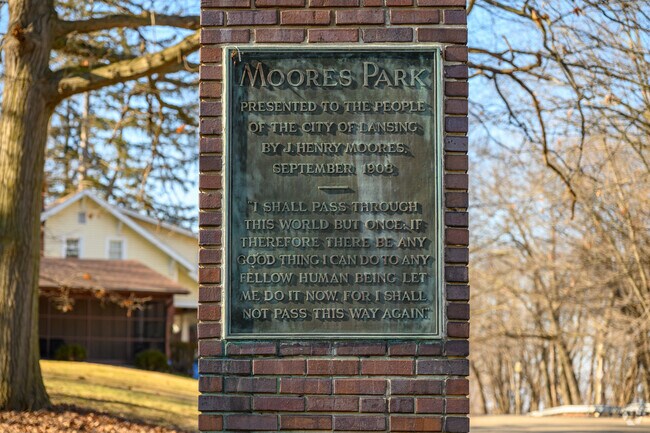 MOORES PARK
PRESENTED TO THE PEOPLE
OF THE CITY OF LANSING
BY J. HENRY MOORES
SEPTEMBER 1908
"I SHALL PASS THROUGH
THIS WORLD BUT ONCE; IF
THEREFORE THERE BE ANY
GOOD THING I CAN DO TO ANY
FELLOW HUMAN BEING LET
ME DO IT NOW, FOR I SHALL
NOT PASS THIS WAY AGAIN."